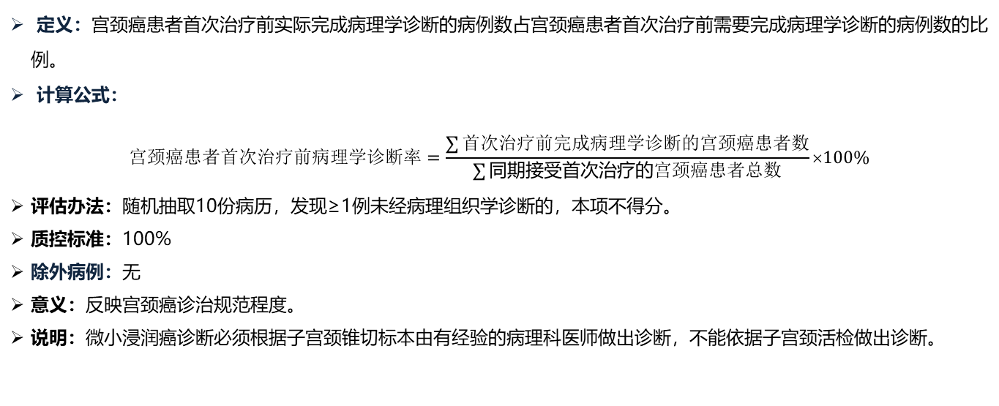 ➢ 定义：宫颈癌患者首次治疗前实际完成病理学诊断的病例数占宫颈癌患者首次治疗前需要完成病理学诊断的病例数的比
例。
➢ 计算公式：
宫颈癌患者首次治疗前病理学诊断率 = ∑首次治疗前完成病理学诊断的宫颈癌患者数 / ∑同期接受首次治疗的宫颈癌患者总数 ×100%
➢ 评估办法：随机抽取10份病历，发现≥1例未经病理组织学诊断的，本项不得分。
➢ 质控标准：100%
➢ 除外病例：无
➢ 意义：反映宫颈癌诊治规范程度。
➢ 说明：微小浸润癌诊断必须根据子宫颈锥切标本由有经验的病理科医师做出诊断，不能依据子宫颈活检做出诊断。